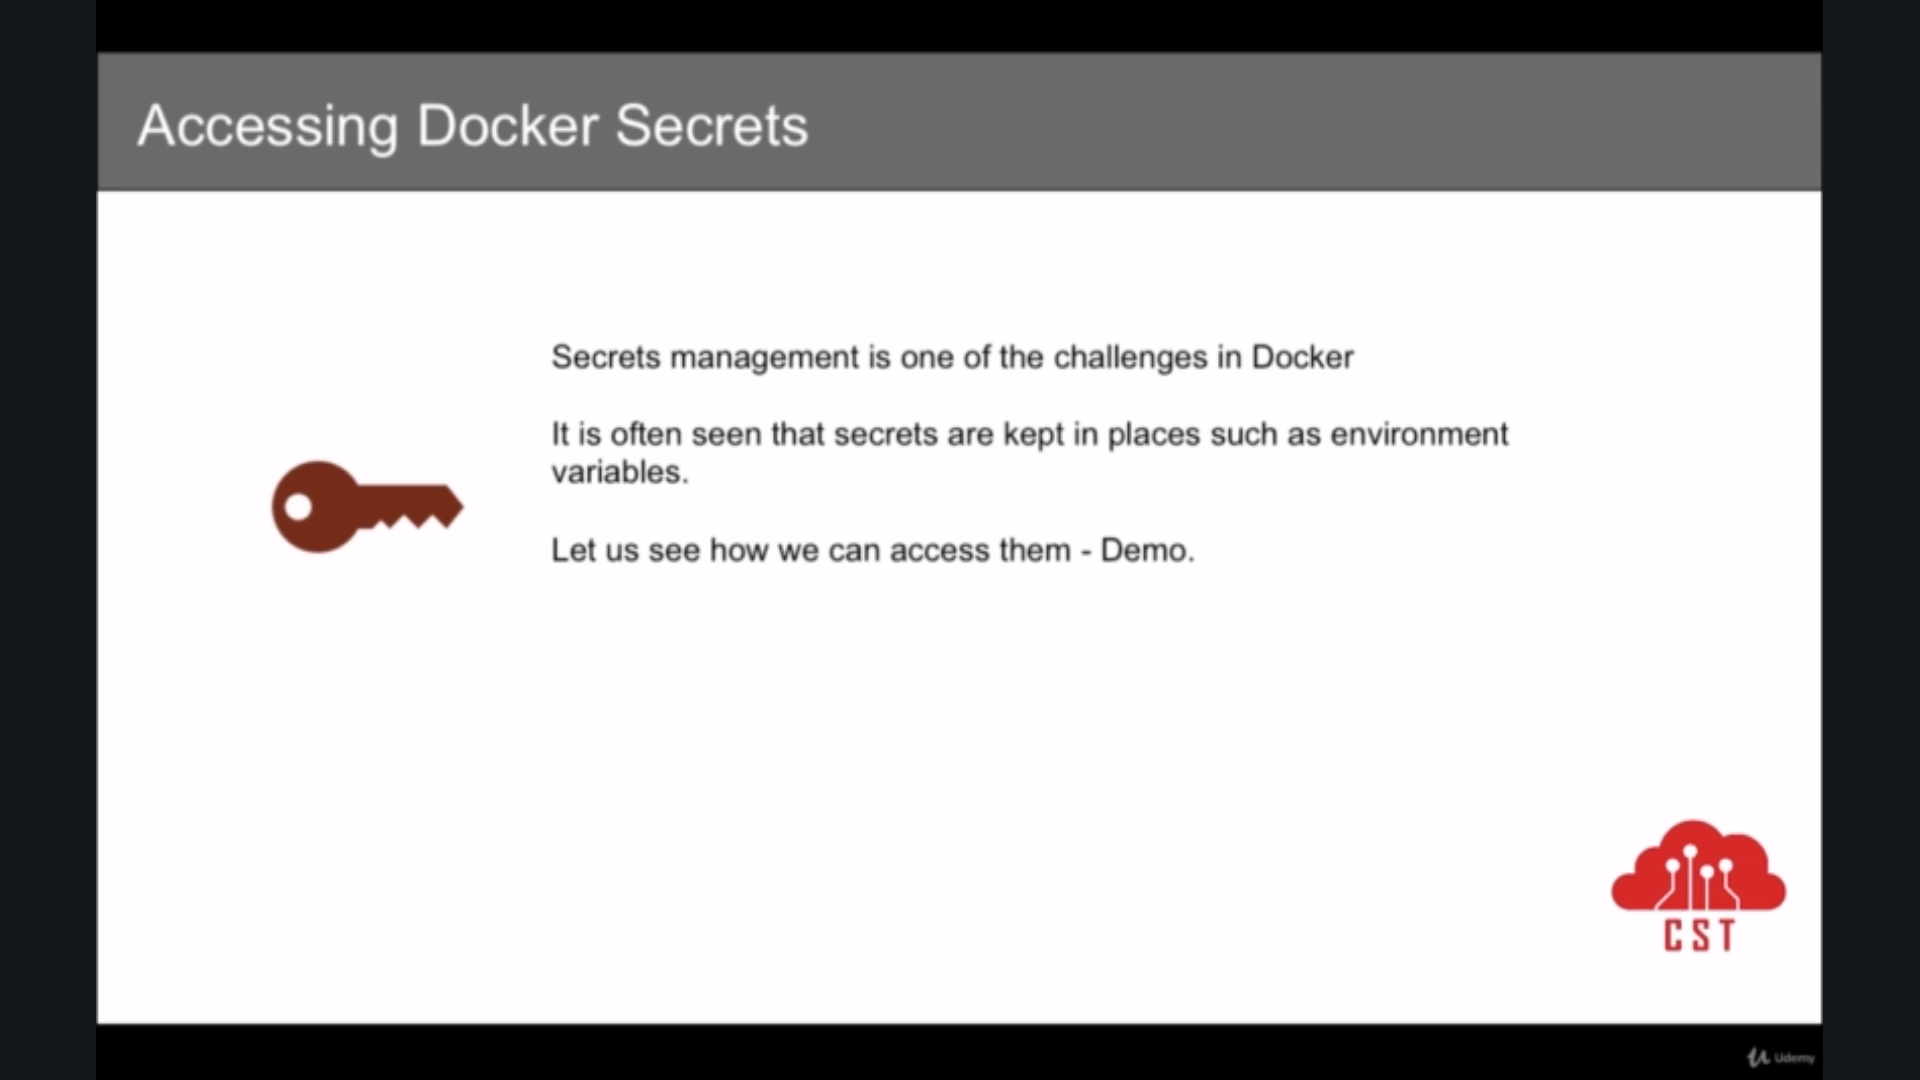 Accessing Docker Secrets
Secrets management is one of the challenges in Docker
It is often seen that secrets are kept in places such as environment
variables.
Let us see how we can access them - Demo.
CST
Udemy